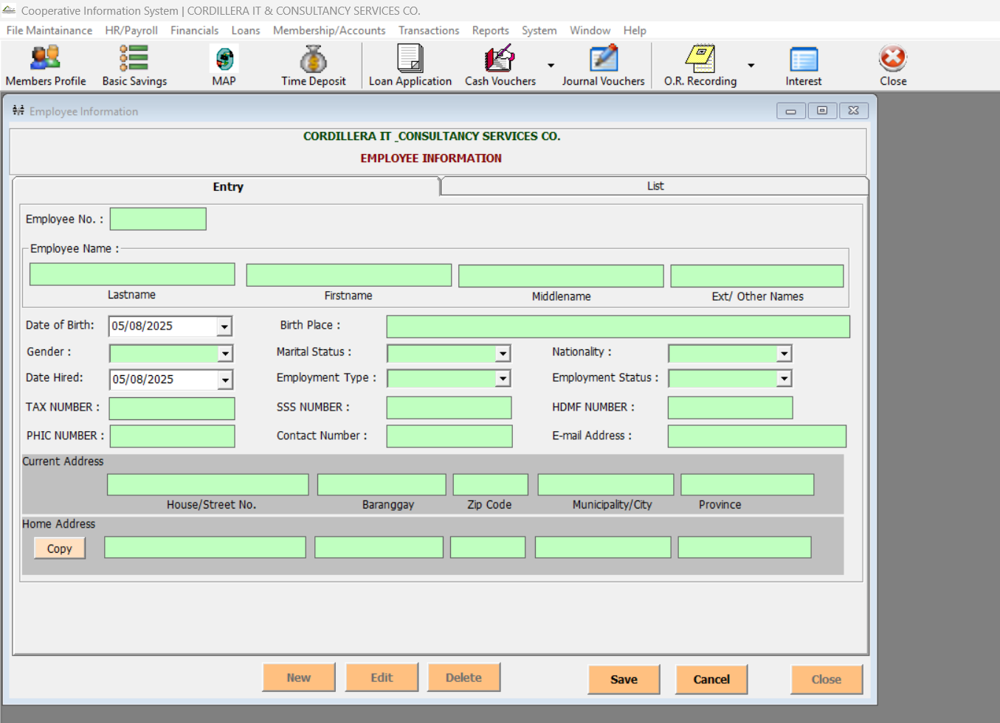 Cooperative Information System | CORDILLERA IT & CONSULTANCY SERVICES CO.
File Maintainance HR/Payroll Financials Loans Membership/Accounts Transactions Reports System Window Help
Members Profile Basic Savings MAP Time Deposit Loan Application Cash Vouchers Journal Vouchers O.R. Recording Interest Close
Employee Information
CORDILLERA IT _CONSULTANCY SERVICES CO.
EMPLOYEE INFORMATION
Entry List
Employee No. :
Employee Name :
Lastname Firstname Middlename Ext/ Other Names
Date of Birth: 05/08/2025 Birth Place :
Gender : Marital Status : Nationality :
Date Hired: 05/08/2025 Employment Type : Employment Status :
TAX NUMBER : SSS NUMBER : HDMF NUMBER :
PHIC NUMBER : Contact Number : E-mail Address :
Current Address
House/Street No. Baranggay Zip Code Municipality/City Province
Home Address
Copy
New Edit Delete Save Cancel Close